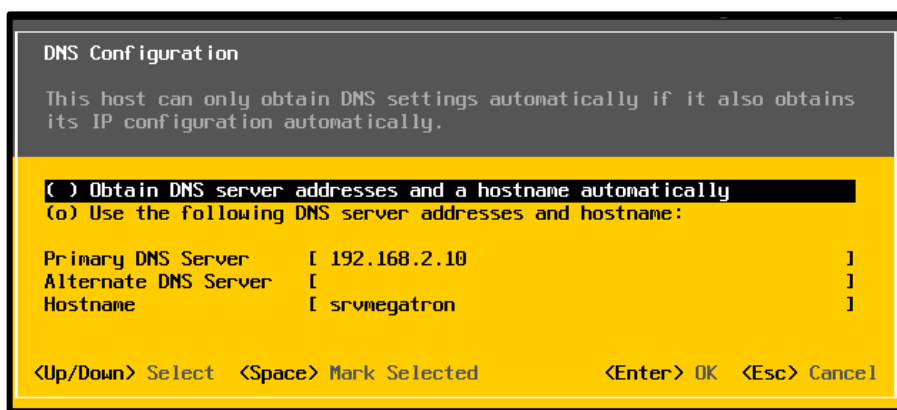 DNS Configuration
This host can only obtain DNS settings automatically if it also obtains
its IP configuration automatically.
( ) Obtain DNS server addresses and a hostname automatically
(o) Use the following DNS server addresses and hostname:
Primary DNS Server [ 192.168.2.10 ]
Alternate DNS Server [ ]
Hostname [ srvmegatron ]
<Up/Down> Select <Space> Mark Selected <Enter> OK <Esc> Cancel